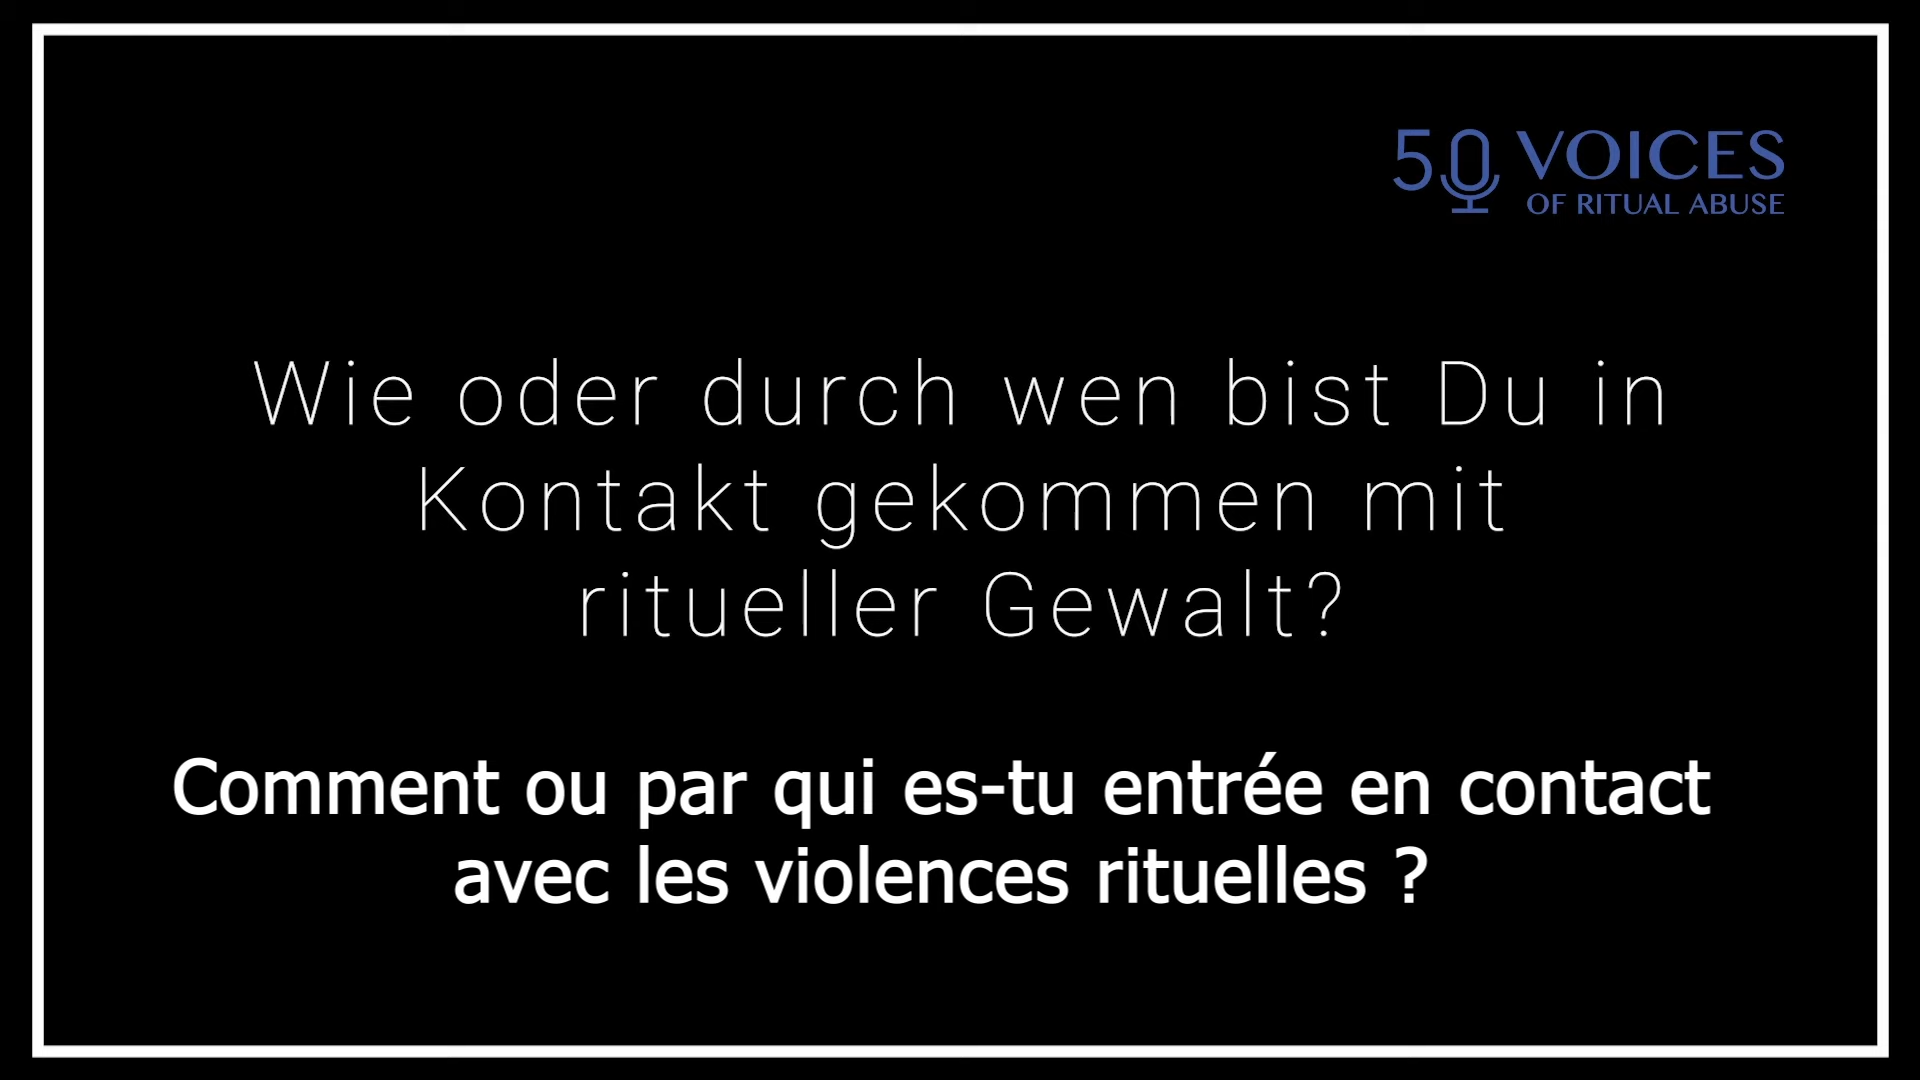 50 VOICES
OF RITUAL ABUSE
Wie oder durch wen bist Du in
Kontakt gekommen mit
ritueller Gewalt?
Comment ou par qui es-tu entrée en contact
avec les violences rituelles ?